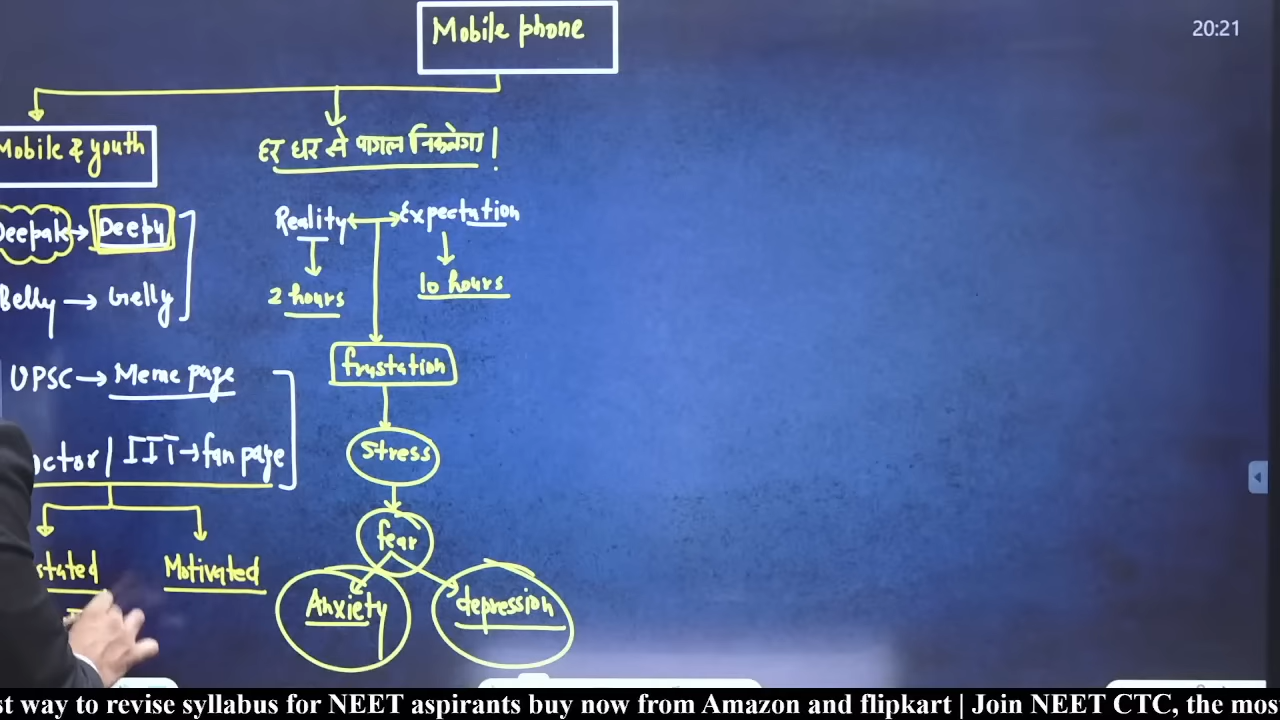 Mobile phone
20:21
Mobile & youth
हर घर से पागल निकलेगा!
Deepak → Deepy
Reality ↔ Expectation
Belly → Gelly
2 hours
10 hours
frustation
UPSC → Meme page
octor / IIT → fan page
Stress
fear
stated
Motivated
Anxiety
depression
st way to revise syllabus for NEET aspirants buy now from Amazon and flipkart | Join NEET CTC, the mos